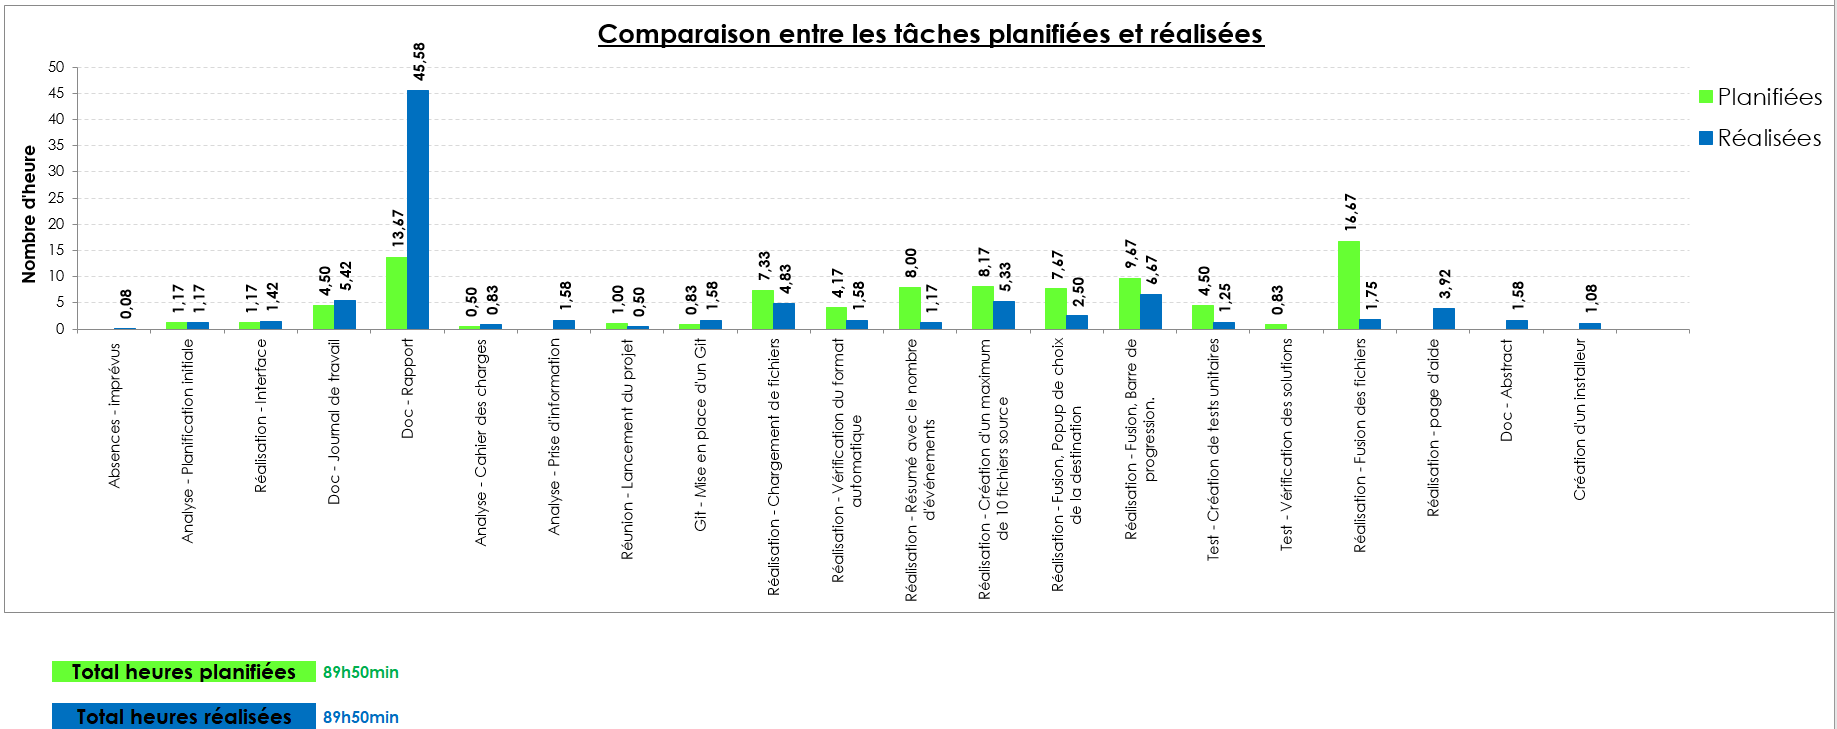 Comparaison entre les tâches planifiées et réalisées
Nombre d'heure
50
45
40
35
30
25
20
15
10
5
0
0,08
1,17
1,17
1,17
1,42
4,50
5,42
13,67
45,58
0,50
0,83
1,58
1,00
0,50
0,83
1,58
7,33
4,83
4,17
1,58
8,00
1,17
8,17
5,33
7,67
2,50
9,67
6,67
4,50
1,25
0,83
16,67
1,75
3,92
1,58
1,08
Planifiées
Réalisées
Absences - imprévus
Analyse - Planification initiale
Réalisation - Interface
Doc - Journal de travail
Doc - Rapport
Analyse - Cahier des charges
Analyse - Prise d'information
Réunion - Lancement du projet
Git - Mise en place d'un Git
Réalisation - Chargement de fichiers
Réalisation - Vérification du format
automatique
Réalisation - Résumé avec le nombre
d'événements
Réalisation - Création d'un maximum
de 10 fichiers source
Réalisation - Fusion, Popup de choix
de la destination
Réalisation - Fusion, Barre de
progression.
Test - Création de tests unitaires
Test - Vérification des solutions
Réalisation - Fusion des fichiers
Réalisation - page d'aide
Doc - Abstract
Création d'un installeur
Total heures planifiées 89h50min
Total heures réalisées 89h50min